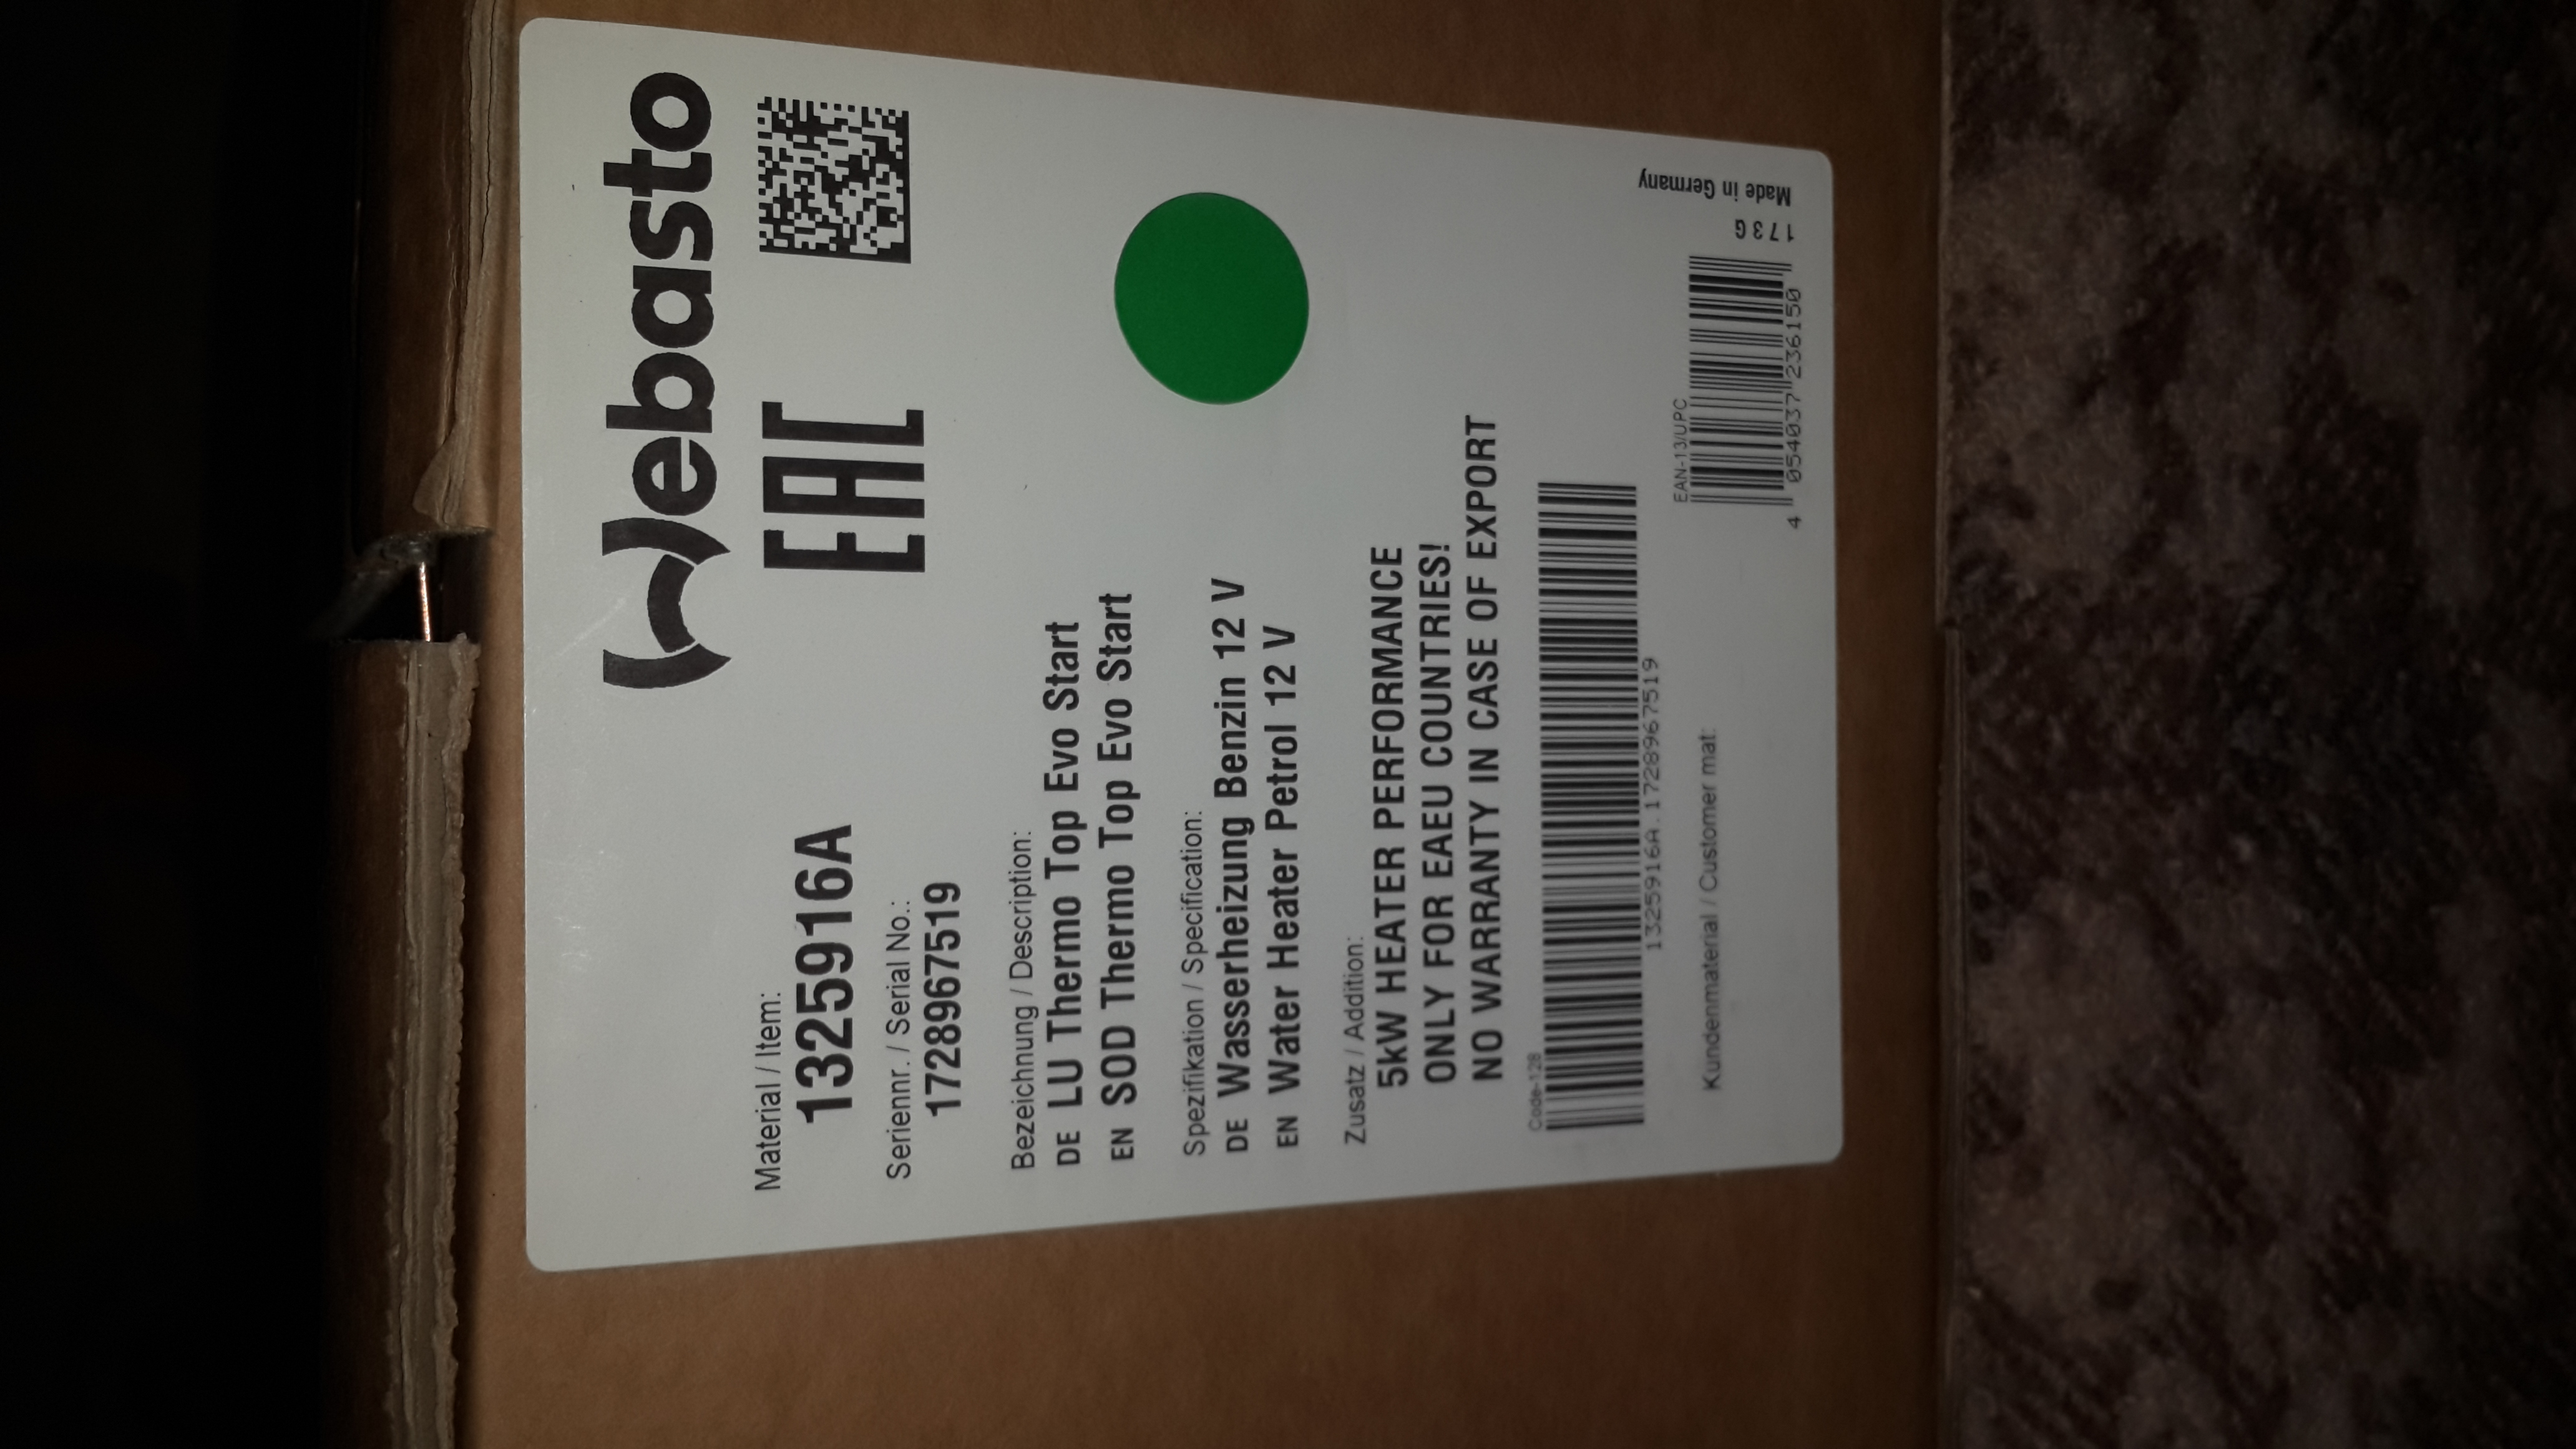 Webasto
EAC
Material / Item:
1325916A
Seriennr. / Serial No.:
1728967519
Bezeichnung / Description:
DE LU Thermo Top Evo Start
EN SOD Thermo Top Evo Start
Spezifikation / Specification:
DE Wasserheizung Benzin 12 V
EN Water Heater Petrol 12 V
Zusatz / Addition:
5kW HEATER PERFORMANCE
ONLY FOR EAEU COUNTRIES!
NO WARRANTY IN CASE OF EXPORT
Code-128
1325916A.1728967519
EAN-13/UPC
4 054037 236150
Kundenmaterial / Customer mat:
173G
Made in Germany